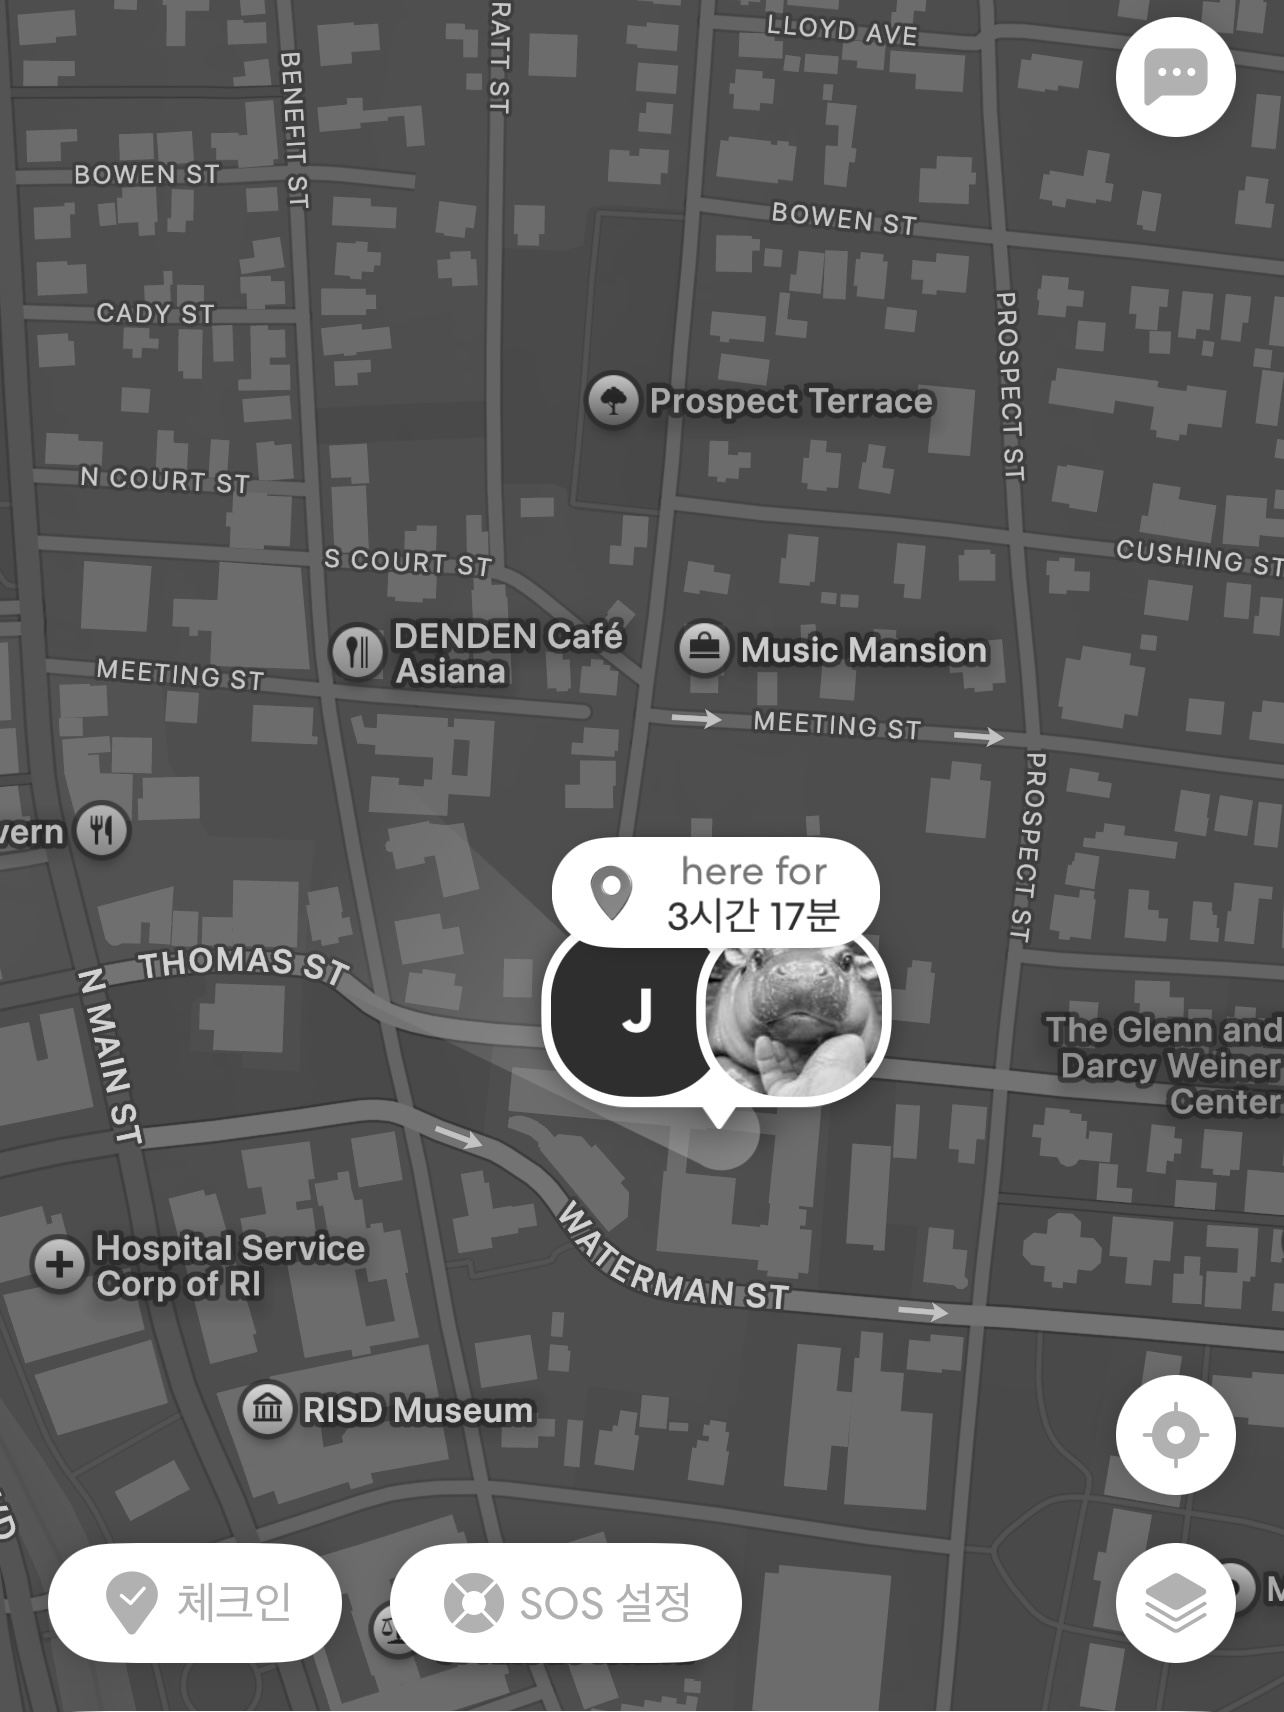 RATT ST
LLOYD AVE
BENEFIT ST
BOWEN ST
BOWEN ST
CADY ST
PROSPECT ST
Prospect Terrace
N COURT ST
S COURT ST
CUSHING ST
DENDEN Café
Asiana
Music Mansion
MEETING ST
MEETING ST
PROSPECT ST
vern
here for
3시간 17분
J
THOMAS ST
N MAIN ST
The Glenn and
Darcy Weiner
Center
WATERMAN ST
Hospital Service
Corp of RI
RISD Museum
체크인
SOS 설정
M